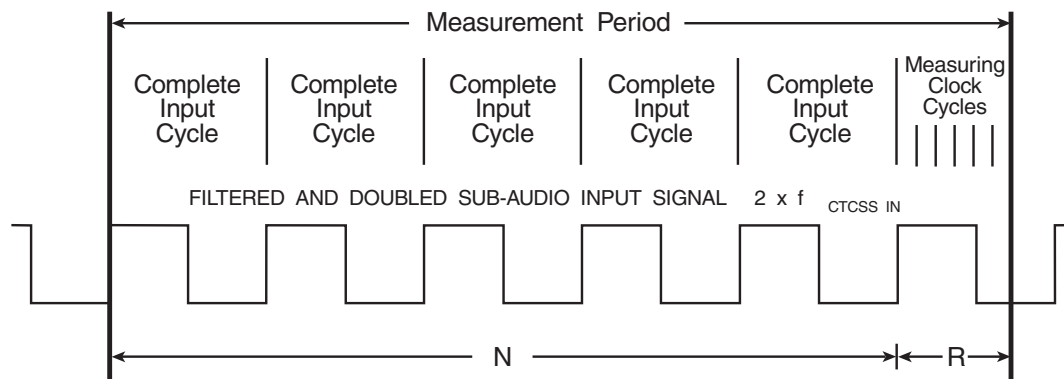 Measurement Period
Complete Input Cycle
Complete Input Cycle
Complete Input Cycle
Complete Input Cycle
Complete Input Cycle
Measuring Clock Cycles
FILTERED AND DOUBLED SUB-AUDIO INPUT SIGNAL 2 x f CTCSS IN
N
R